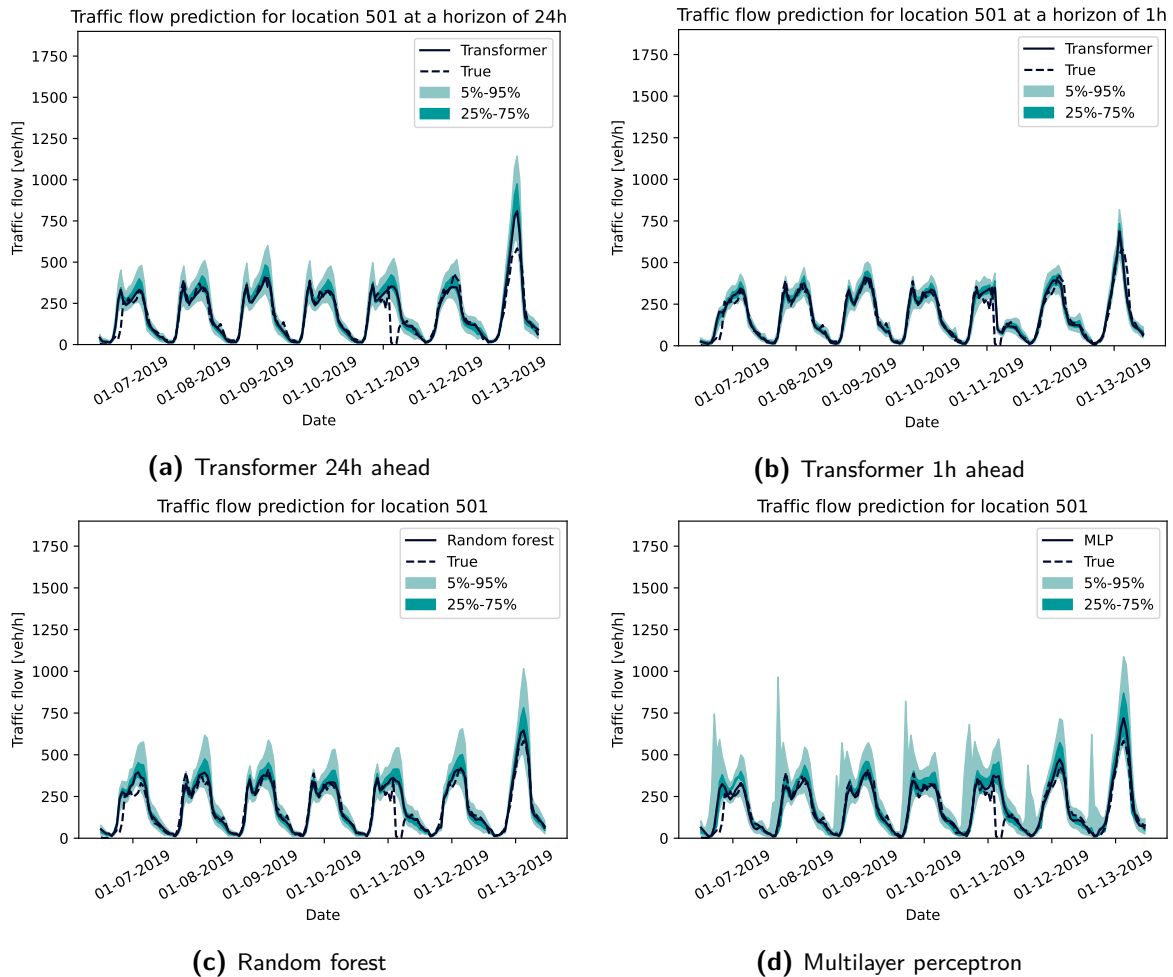 Traffic flow prediction for location 501 at a horizon of 24h
1750
1500
1250
1000
750
500
250
0
Traffic flow [veh/h]
Transformer
True
5%-95%
25%-75%
01-07-2019
01-08-2019
01-09-2019
01-10-2019
01-11-2019
01-12-2019
01-13-2019
Date
(a) Transformer 24h ahead
Traffic flow prediction for location 501 at a horizon of 1h
1750
1500
1250
1000
750
500
250
0
Traffic flow [veh/h]
Transformer
True
5%-95%
25%-75%
01-07-2019
01-08-2019
01-09-2019
01-10-2019
01-11-2019
01-12-2019
01-13-2019
Date
(b) Transformer 1h ahead
Traffic flow prediction for location 501
1750
1500
1250
1000
750
500
250
0
Traffic flow [veh/h]
Random forest
True
5%-95%
25%-75%
01-07-2019
01-08-2019
01-09-2019
01-10-2019
01-11-2019
01-12-2019
01-13-2019
Date
(c) Random forest
Traffic flow prediction for location 501
1750
1500
1250
1000
750
500
250
0
Traffic flow [veh/h]
MLP
True
5%-95%
25%-75%
01-07-2019
01-08-2019
01-09-2019
01-10-2019
01-11-2019
01-12-2019
01-13-2019
Date
(d) Multilayer perceptron